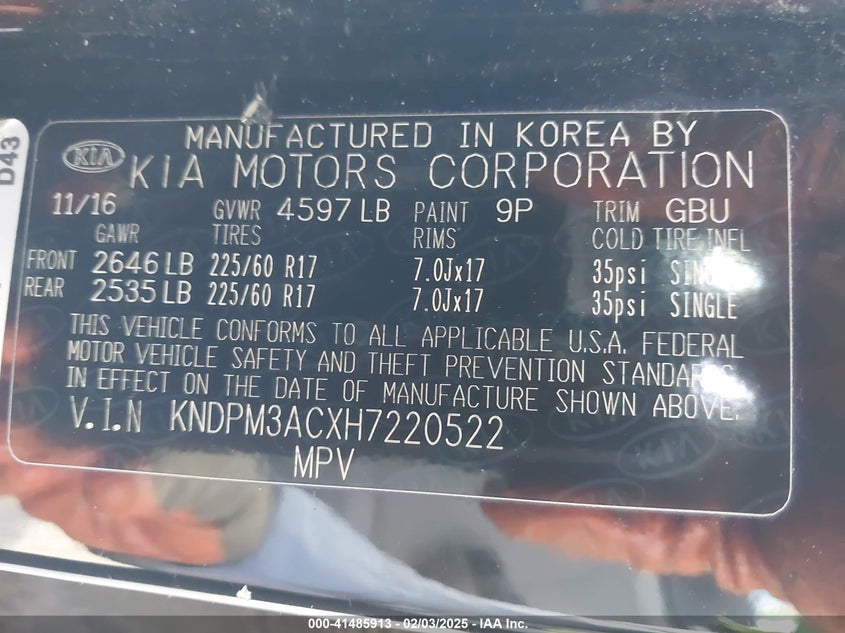 D43
KIA
MANUFACTURED IN KOREA BY
KIA MOTORS CORPORATION
11/16 GVWR 4597 LB PAINT 9P TRIM GBU
GAWR TIRES RIMS COLD TIRE INFL
FRONT 2646 LB 225/60 R17 7.0Jx17 35psi SINGLE
REAR 2535 LB 225/60 R17 7.0Jx17 35psi SINGLE
THIS VEHICLE CONFORMS TO ALL APPLICABLE U.S.A. FEDERAL
MOTOR VEHICLE SAFETY AND THEFT PREVENTION STANDARDS
IN EFFECT ON THE DATE OF MANUFACTURE SHOWN ABOVE.
V.I.N KNDPM3ACXH7220522
MPV
000-41485913 - 02/03/2025 - IAA Inc.